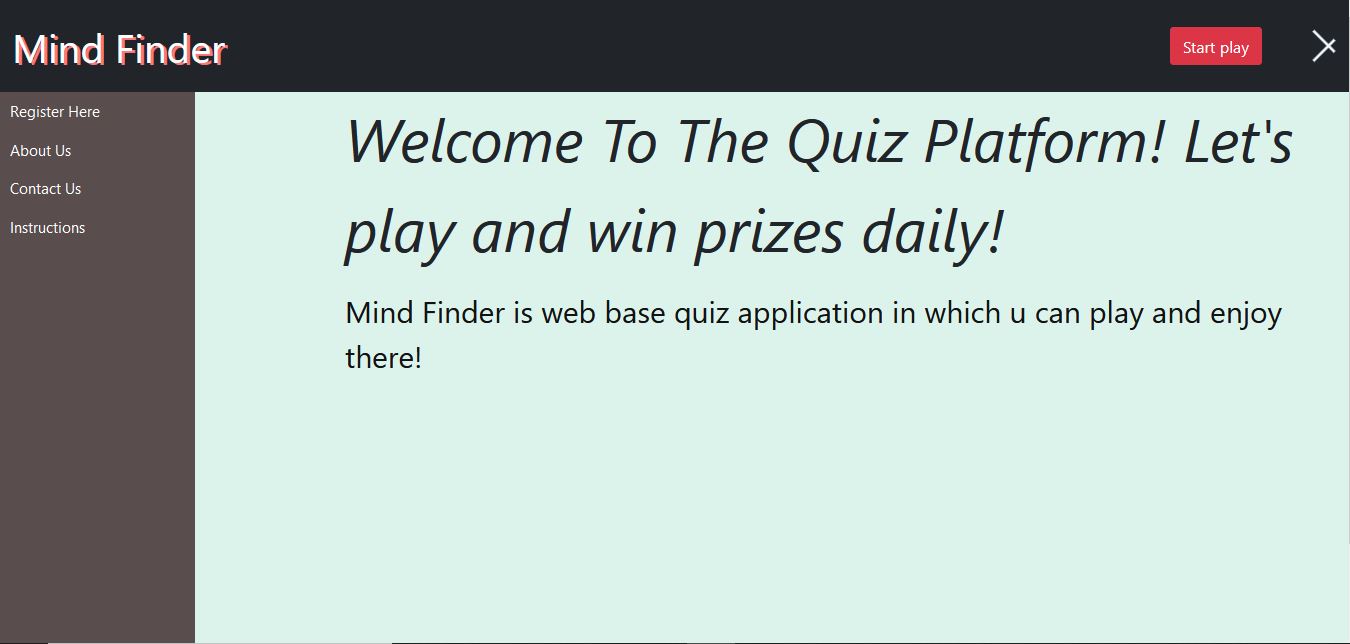 Mind Finder
Start play
Register Here
About Us
Contact Us
Instructions
Welcome To The Quiz Platform! Let's
play and win prizes daily!
Mind Finder is web base quiz application in which u can play and enjoy
there!